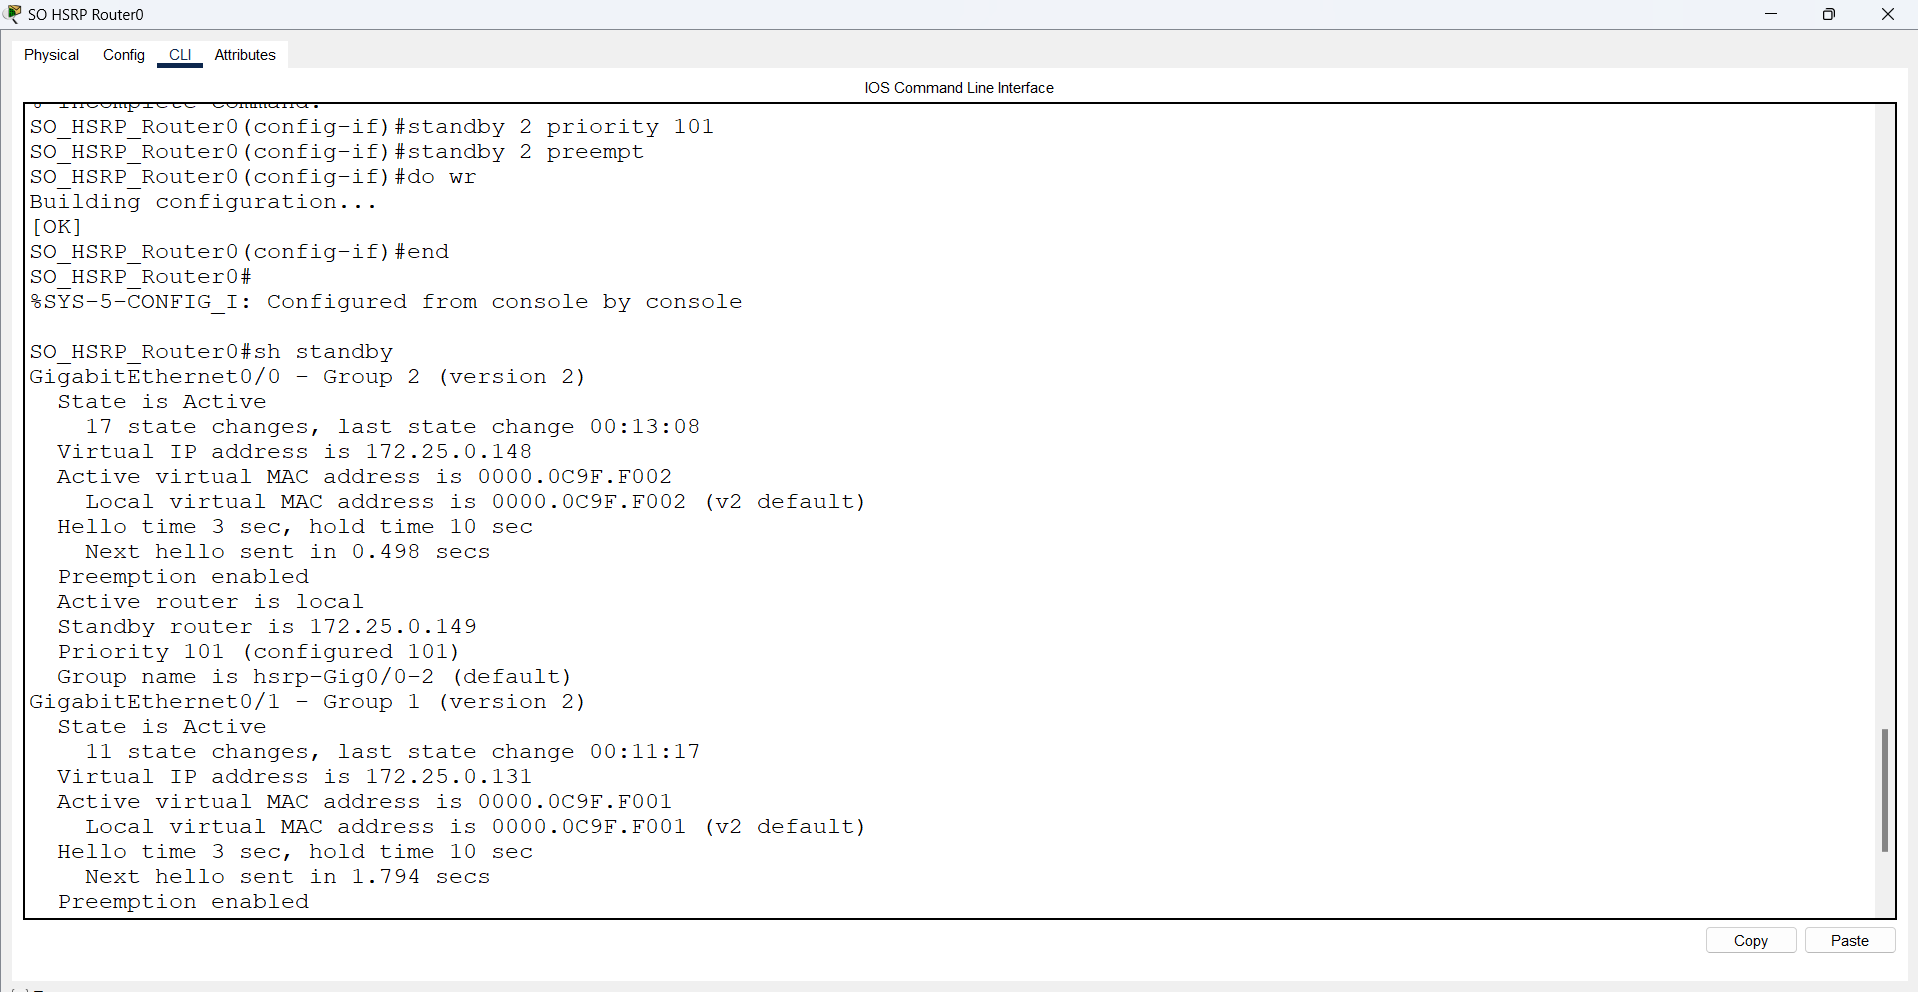 SO HSRP Router0
Physical Config CLI Attributes
IOS Command Line Interface
% Incomplete command.
SO_HSRP_Router0(config-if)#standby 2 priority 101
SO_HSRP_Router0(config-if)#standby 2 preempt
SO_HSRP_Router0(config-if)#do wr
Building configuration...
[OK]
SO_HSRP_Router0(config-if)#end
SO_HSRP_Router0#
%SYS-5-CONFIG_I: Configured from console by console
SO_HSRP_Router0#sh standby
GigabitEthernet0/0 - Group 2 (version 2)
State is Active
17 state changes, last state change 00:13:08
Virtual IP address is 172.25.0.148
Active virtual MAC address is 0000.0C9F.F002
Local virtual MAC address is 0000.0C9F.F002 (v2 default)
Hello time 3 sec, hold time 10 sec
Next hello sent in 0.498 secs
Preemption enabled
Active router is local
Standby router is 172.25.0.149
Priority 101 (configured 101)
Group name is hsrp-Gig0/0-2 (default)
GigabitEthernet0/1 - Group 1 (version 2)
State is Active
11 state changes, last state change 00:11:17
Virtual IP address is 172.25.0.131
Active virtual MAC address is 0000.0C9F.F001
Local virtual MAC address is 0000.0C9F.F001 (v2 default)
Hello time 3 sec, hold time 10 sec
Next hello sent in 1.794 secs
Preemption enabled
Copy Paste